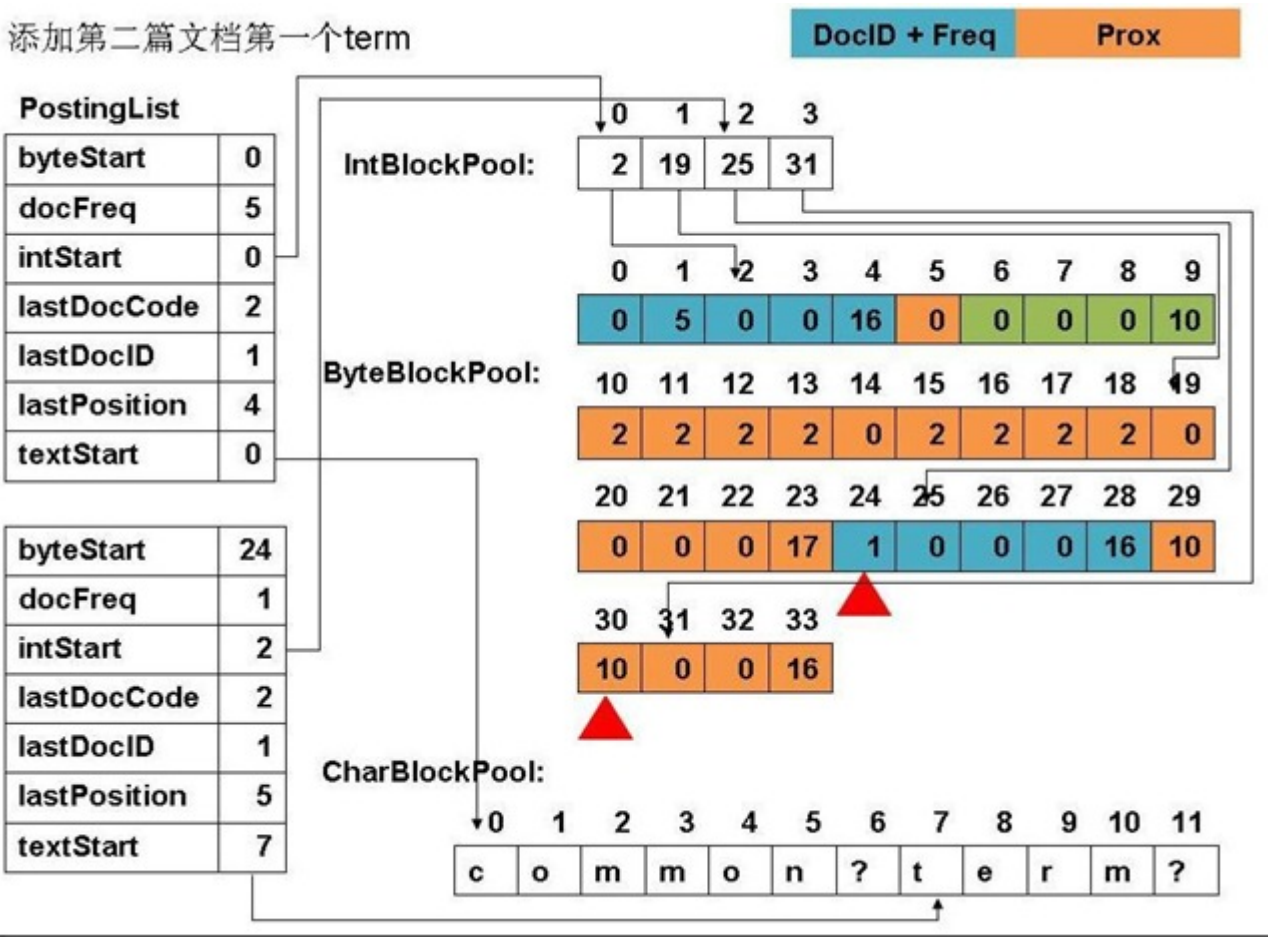 添加第二篇文档第一个term
DocID + Freq Prox
PostingList
byteStart 0
docFreq 5
intStart 0
lastDocCode 2
lastDocID 1
lastPosition 4
textStart 0
byteStart 24
docFreq 1
intStart 2
lastDocCode 2
lastDocID 1
lastPosition 5
textStart 7
0 1 2 3
IntBlockPool: 2 19 25 31
0 1 2 3 4 5 6 7 8 9
0 5 0 0 16 0 0 0 0 10
ByteBlockPool:
10 11 12 13 14 15 16 17 18 19
2 2 2 2 0 2 2 2 2 0
20 21 22 23 24 25 26 27 28 29
0 0 0 17 1 0 0 0 16 10
30 31 32 33
10 0 0 16
CharBlockPool:
0 1 2 3 4 5 6 7 8 9 10 11
c o m m o n ? t e r m ?